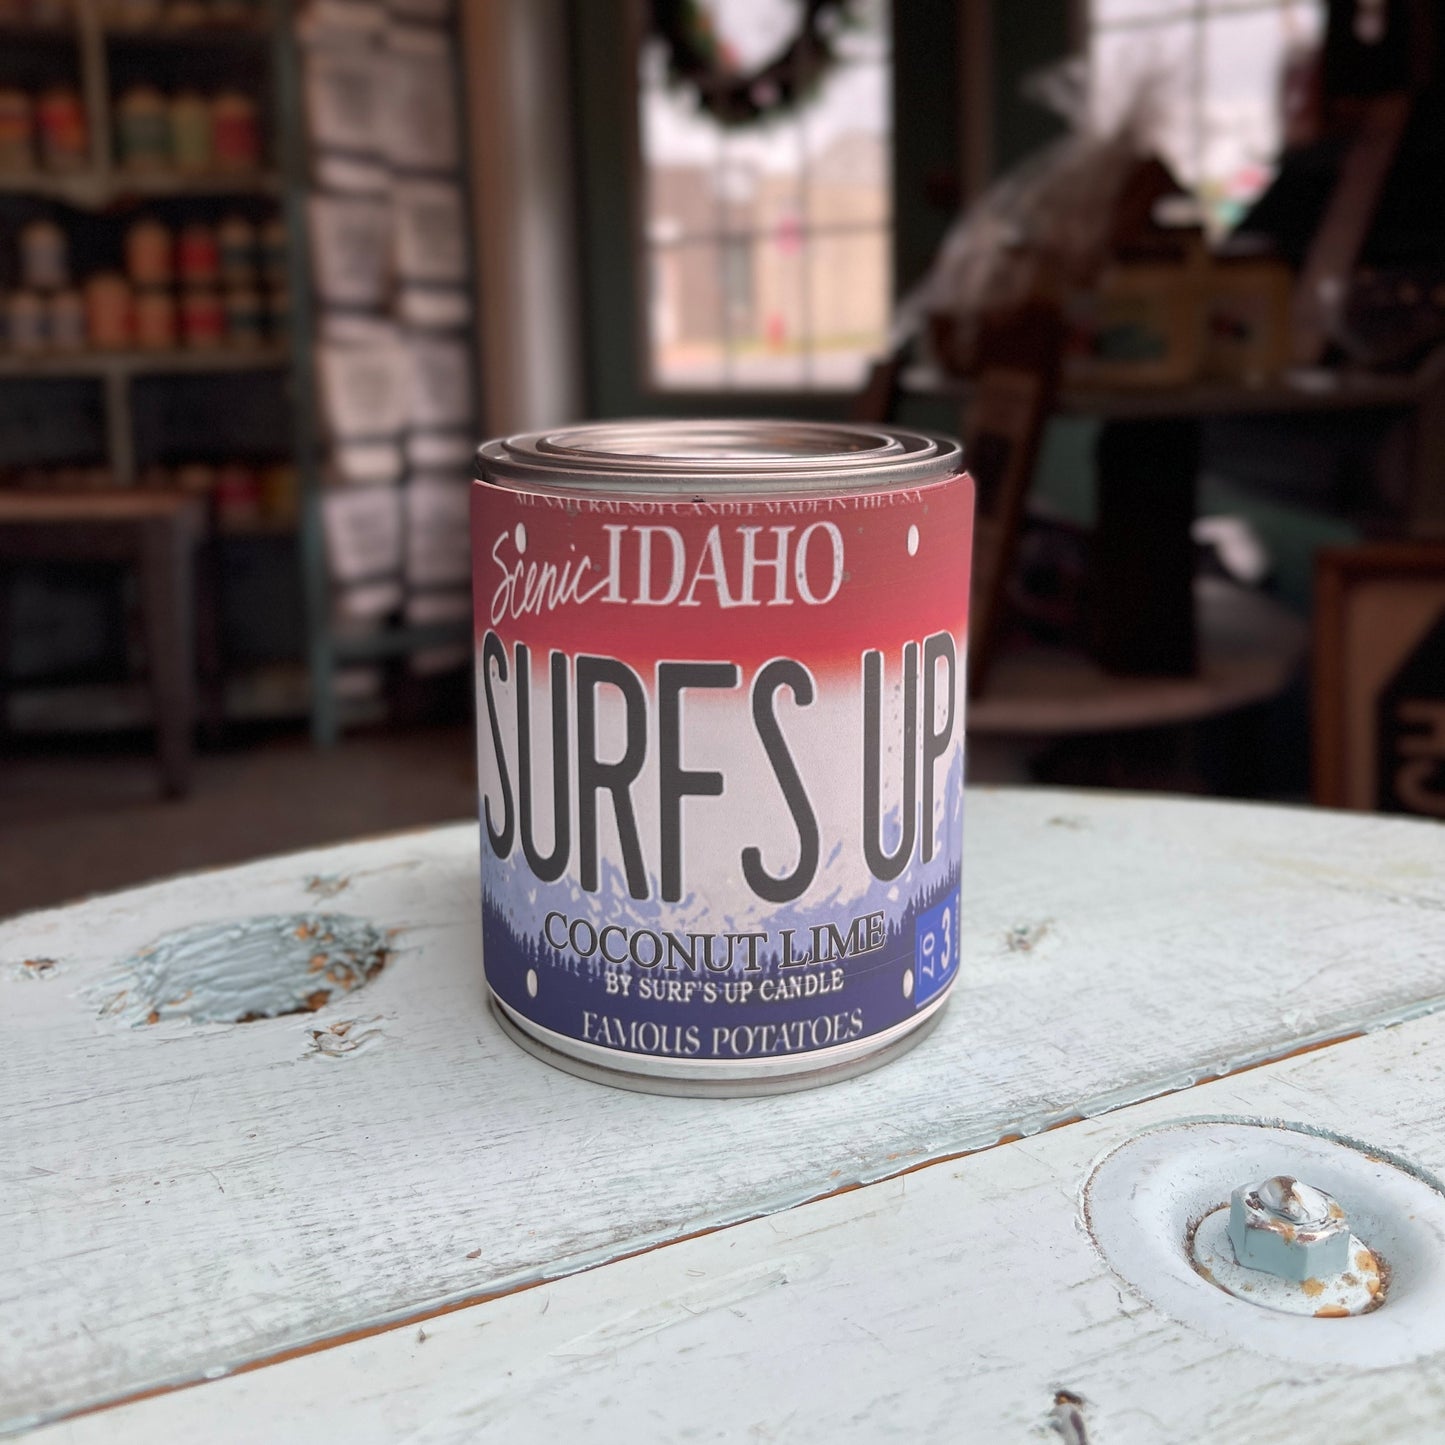 ALL NATURAL SOY CANDLE MADE IN THE USA
Scenic IDAHO
SURFS UP
COCONUT LIME
BY SURF'S UP CANDLE
FAMOUS POTATOES
07 3
CH